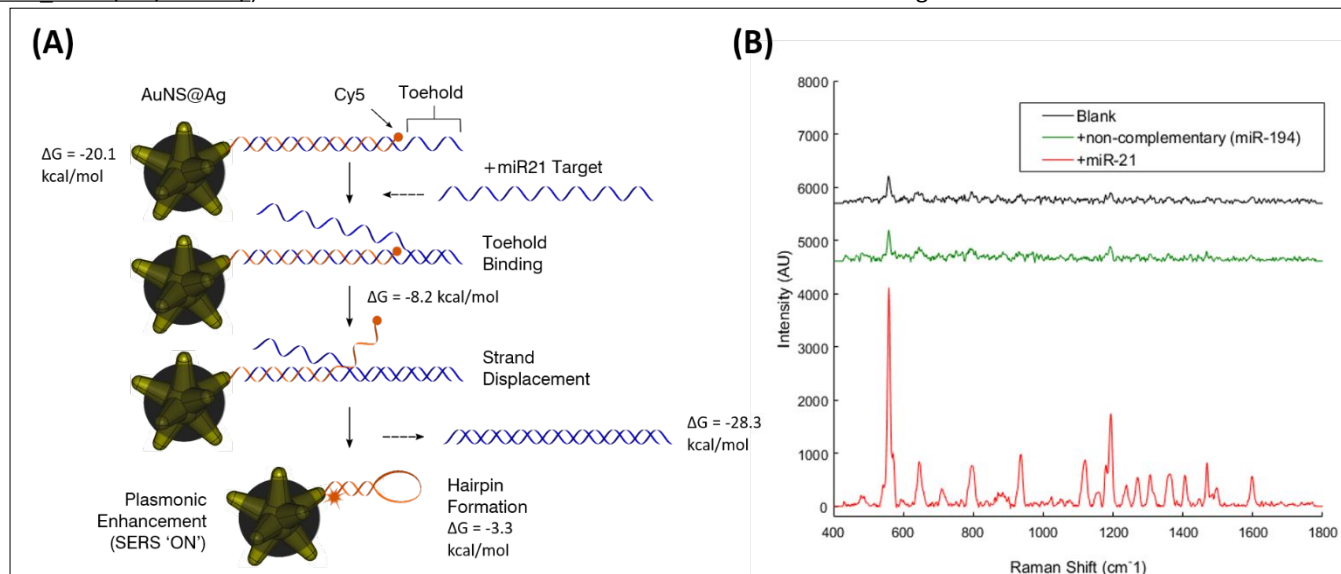 (A)
AuNS@Ag
Cy5
Toehold
ΔG = -20.1
kcal/mol
+miR21 Target
Toehold
Binding
ΔG = -8.2 kcal/mol
Strand
Displacement
ΔG = -28.3
kcal/mol
Plasmonic
Enhancement
(SERS ‘ON’)
Hairpin
Formation
ΔG = -3.3
kcal/mol
(B)
Blank
+non-complementary (miR-194)
+miR-21
8000
7000
6000
5000
4000
3000
2000
1000
0
Intensity (AU)
400
600
800
1000
1200
1400
1600
1800
Raman Shift (cm⁻¹)